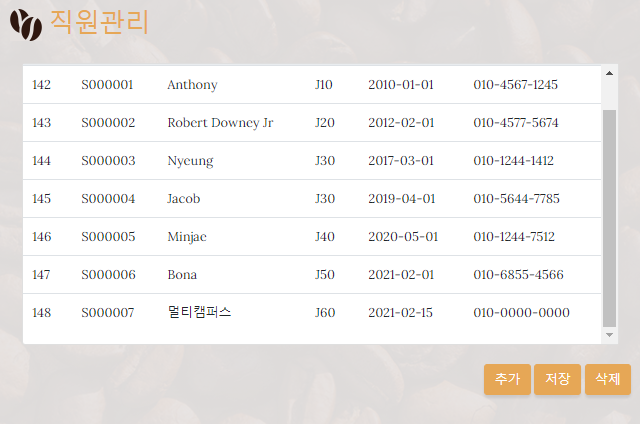 직원관리
142 S000001 Anthony J10 2010-01-01 010-4567-1245
143 S000002 Robert Downey Jr J20 2012-02-01 010-4577-5674
144 S000003 Nyeung J30 2017-03-01 010-1244-1412
145 S000004 Jacob J30 2019-04-01 010-5644-7785
146 S000005 Minjae J40 2020-05-01 010-1244-7512
147 S000006 Bona J50 2021-02-01 010-6855-4566
148 S000007 멀티캠퍼스 J60 2021-02-15 010-0000-0000
추가 저장 삭제